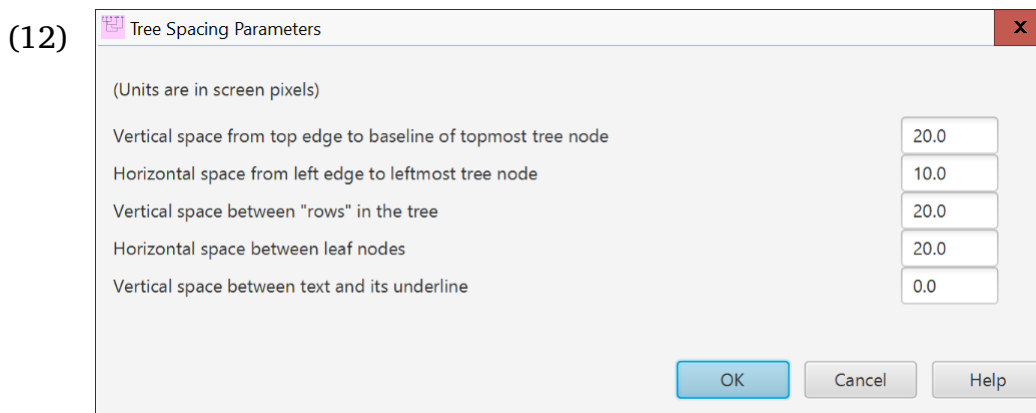 (12)
Tree Spacing Parameters X
(Units are in screen pixels)
Vertical space from top edge to baseline of topmost tree node 20.0
Horizontal space from left edge to leftmost tree node 10.0
Vertical space between "rows" in the tree 20.0
Horizontal space between leaf nodes 20.0
Vertical space between text and its underline 0.0
OK Cancel Help